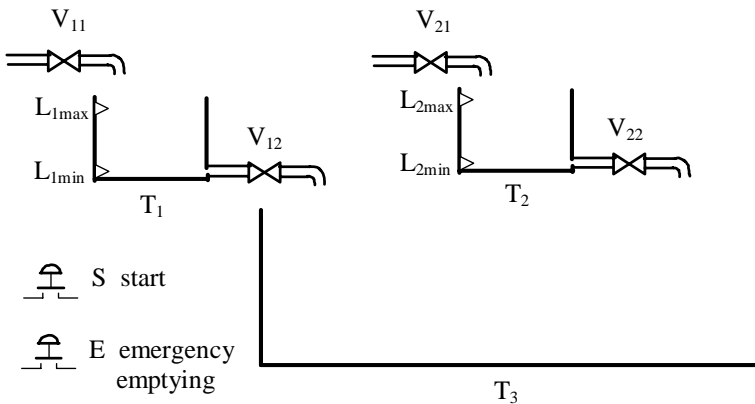 V11
V21
L1max
L2max
V12
V22
L1min
L2min
T1
T2
S start
E emergency
emptying
T3